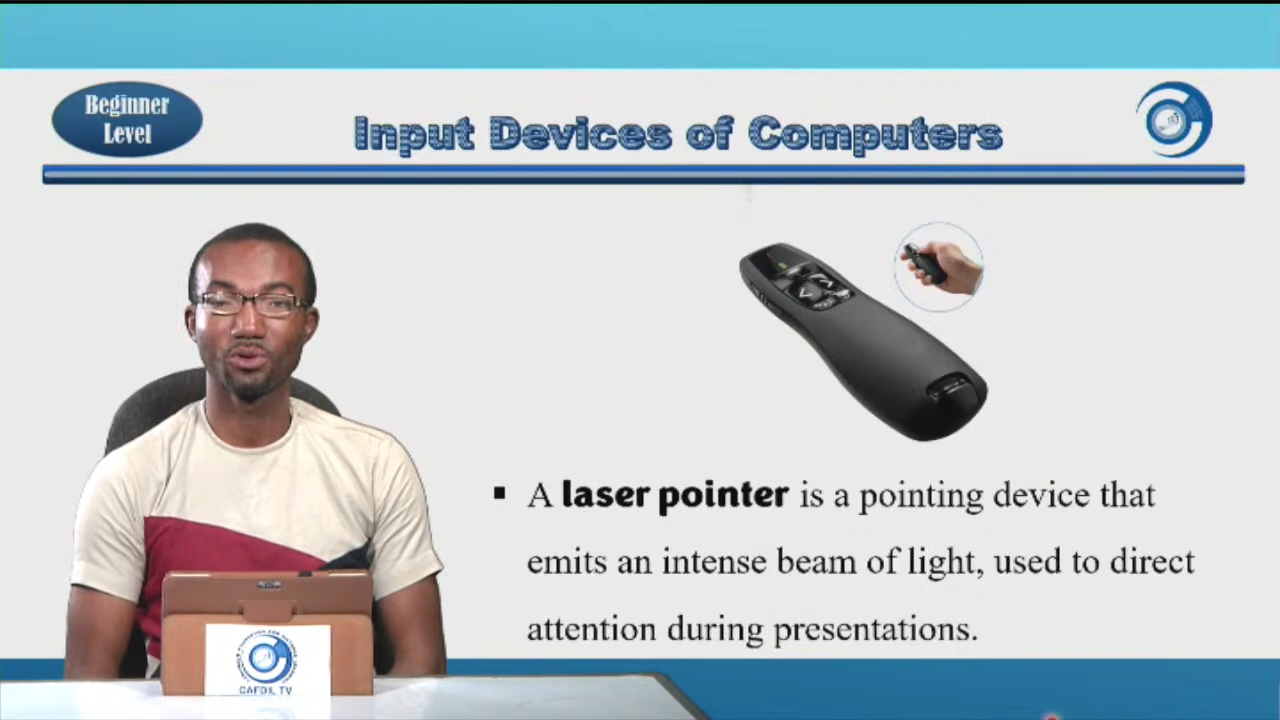 Beginner
Level
Input Devices of Computers
▪ A laser pointer is a pointing device that
emits an intense beam of light, used to direct
attention during presentations.
CAFDIL TV